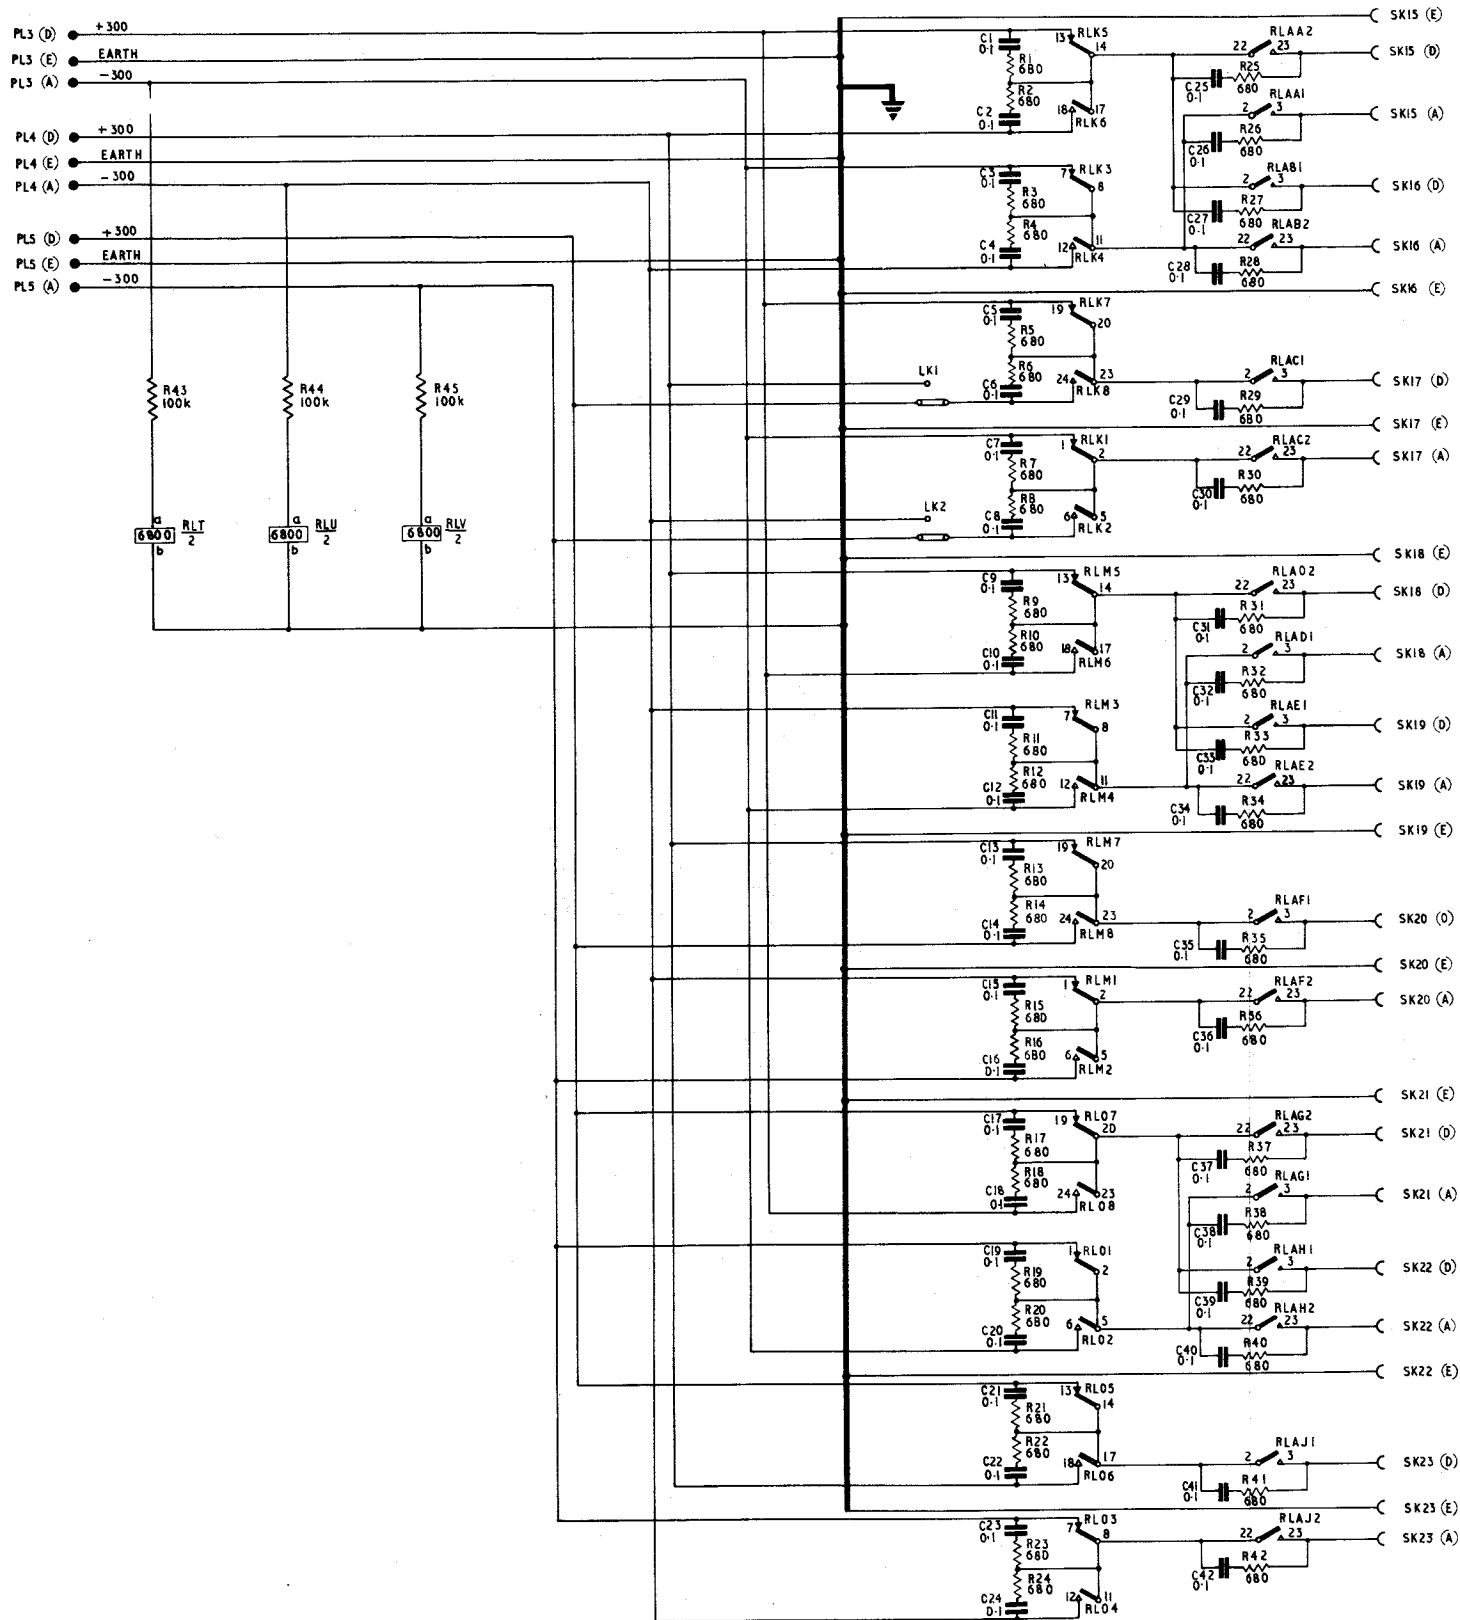 PL3 (D) +300
PL3 (E) EARTH
PL3 (A) -300
PL4 (D) +300
PL4 (E) EARTH
PL4 (A) -300
PL5 (D) +300
PL5 (E) EARTH
PL5 (A) -300
R43
100k
R44
100k
R45
100k
a 6800 b RLT 2
a 6800 b RLU 2
a 6800 b RLV 2
LK1
LK2
SK15 (E)
C1 0·1 R1 680 13 RLK5 14
R2 680 C2 0·1 18 17 RLK6
22 RLAA2 23 SK15 (D)
C25 0·1 R25 680
2 RLAA1 3 SK15 (A)
C26 0·1 R26 680
C3 0·1 R3 680 7 RLK3 8
R4 680 C4 0·1 12 11 RLK4
2 RLAB1 3 SK16 (D)
C27 0·1 R27 680
22 RLAB2 23 SK16 (A)
C28 0·1 R28 680
SK16 (E)
C5 0·1 R5 680 19 RLK7 20
R6 680 C6 0·1 24 23 RLK8
2 RLAC1 3 SK17 (D)
C29 0·1 R29 680
SK17 (E)
C7 0·1 R7 680 1 RLK1 2
R8 680 C8 0·1 6 5 RLK2
22 RLAC2 23 SK17 (A)
C30 0·1 R30 680
SK18 (E)
C9 0·1 R9 680 13 RLM5 14
R10 680 C10 0·1 18 17 RLM6
22 RLAD2 23 SK18 (D)
C31 0·1 R31 680
2 RLAD1 3 SK18 (A)
C32 0·1 R32 680
C11 0·1 R11 680 7 RLM3 8
R12 680 C12 0·1 12 11 RLM4
2 RLAE1 3 SK19 (D)
C33 0·1 R33 680
22 RLAE2 23 SK19 (A)
C34 0·1 R34 680
SK19 (E)
C13 0·1 R13 680 19 RLM7 20
R14 680 C14 0·1 24 23 RLM8
2 RLAF1 3 SK20 (D)
C35 0·1 R35 680
SK20 (E)
C15 0·1 R15 680 1 RLM1 2
R16 680 C16 0·1 6 5 RLM2
22 RLAF2 23 SK20 (A)
C36 0·1 R36 680
SK21 (E)
C17 0·1 R17 680 19 RLO7 20
R18 680 C18 0·1 24 23 RLO8
22 RLAG2 23 SK21 (D)
C37 0·1 R37 680
2 RLAG1 3 SK21 (A)
C38 0·1 R38 680
C19 0·1 R19 680 1 RLO1 2
R20 680 C20 0·1 6 5 RLO2
2 RLAH1 3 SK22 (D)
C39 0·1 R39 680
22 RLAH2 23 SK22 (A)
C40 0·1 R40 680
SK22 (E)
C21 0·1 R21 680 13 RLO5 14
R22 680 C22 0·1 18 17 RLO6
2 RLAJ1 3 SK23 (D)
C41 0·1 R41 680
SK23 (E)
C23 0·1 R23 680 7 RLO3 8
R24 680 C24 0·1 12 11 RLO4
22 RLAJ2 23 SK23 (A)
C42 0·1 R42 680